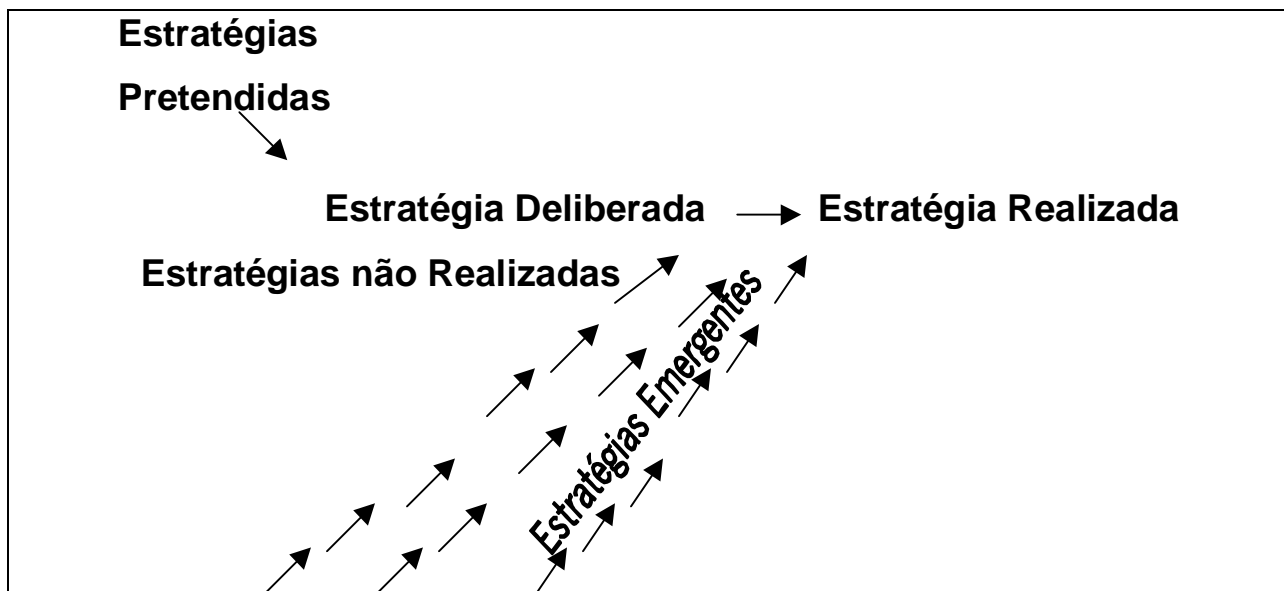 Estratégias
Pretendidas
Estratégia Deliberada
Estratégia Realizada
Estratégias não Realizadas
Estratégias Emergentes